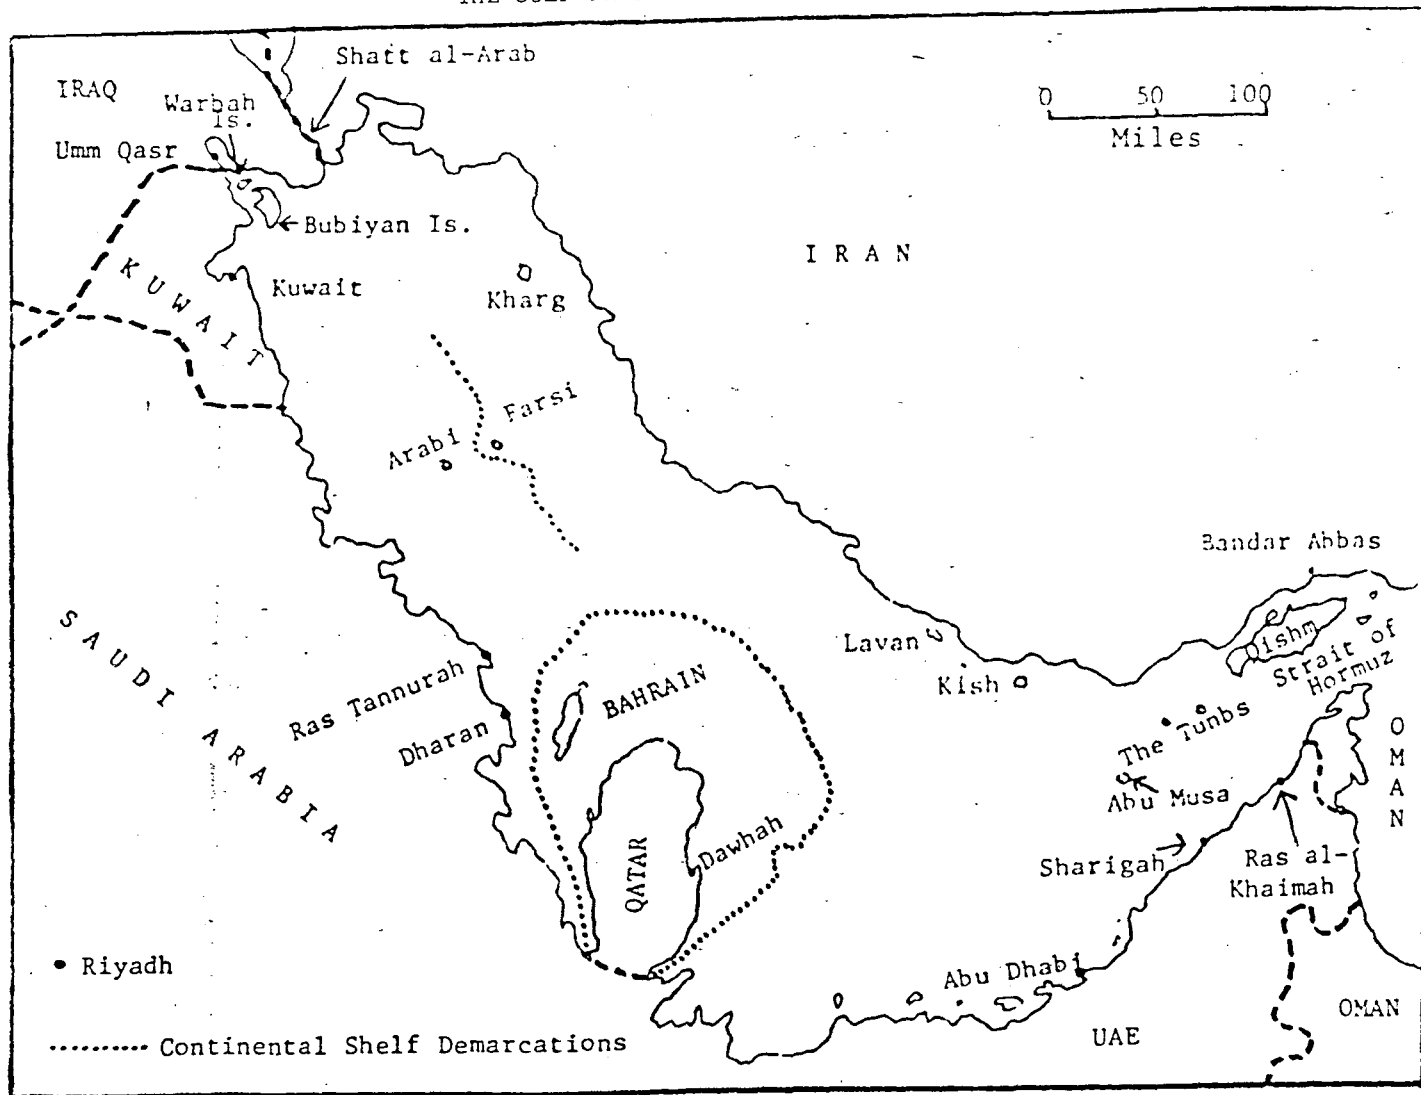 Shatt al-Arab
IRAQ
Warbah
Is.
Umm Qasr
0 50 100
Miles
Bubiyan Is.
IRAN
KUWAIT
Kuwait
Kharg
Farsi
Arabi
Bandar Abbas
SAUDI ARABIA
Lavan
Qishm
Strait of
Hormuz
Kish
BAHRAIN
Ras Tannurah
The Tunbs
Dharan
OMAN
Abu Musa
Dawhah
QATAR
Sharigah
Ras al-
Khaimah
Riyadh
Abu Dhabi
OMAN
UAE
Continental Shelf Demarcations